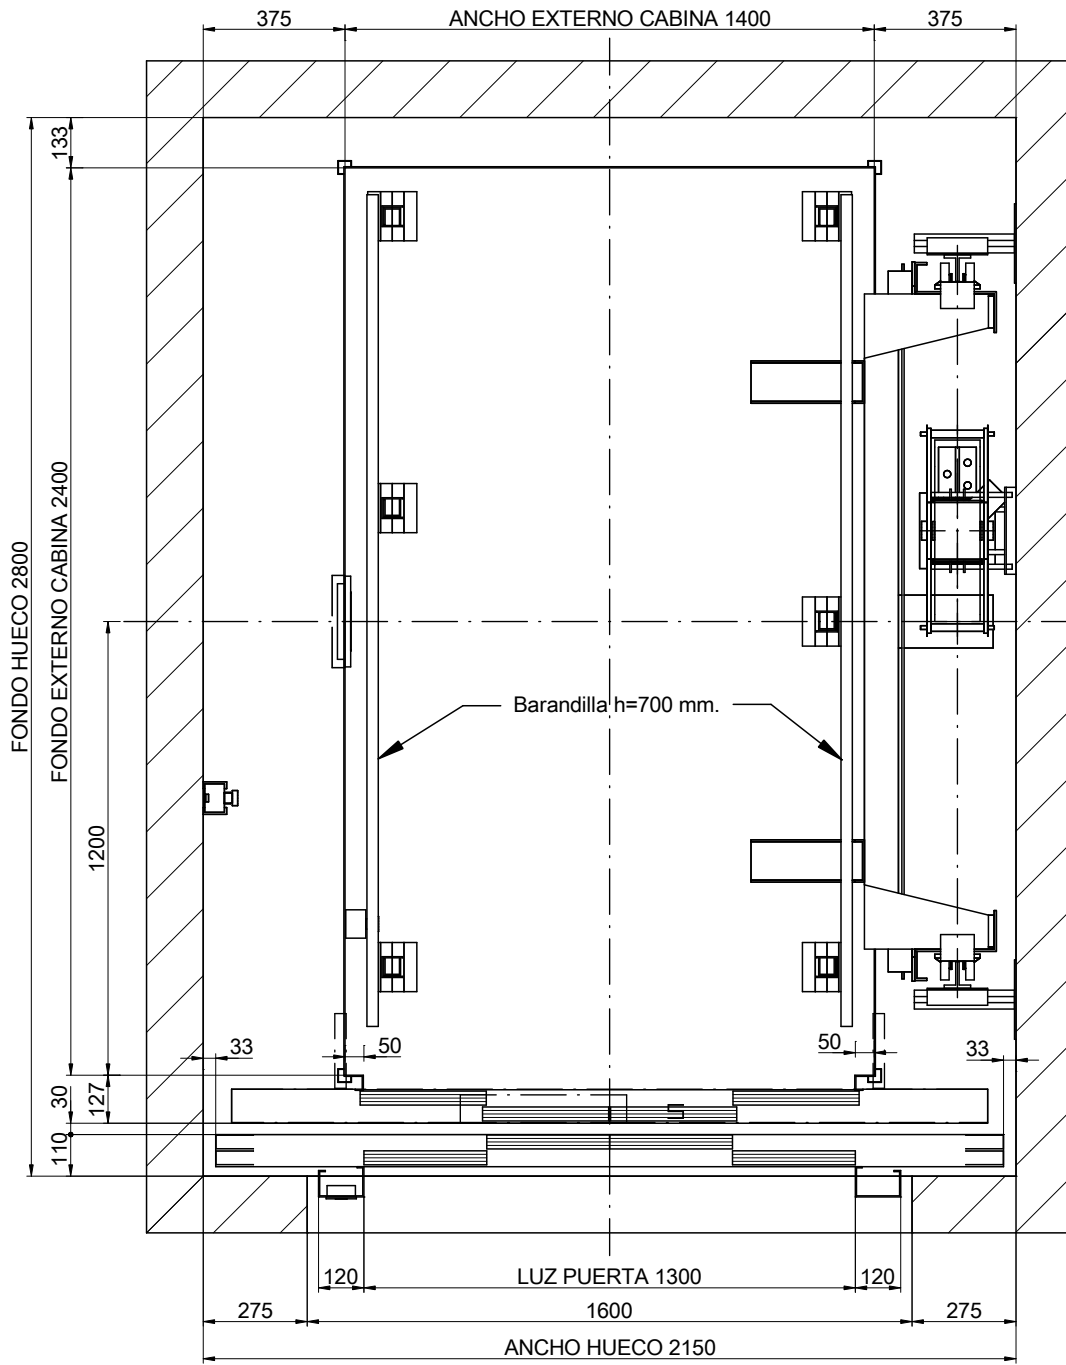 375
ANCHO EXTERNO CABINA 1400
375
133
FONDO HUECO 2800
FONDO EXTERNO CABINA 2400
1200
Barandilla h=700 mm.
33
50
50
33
30
127
110
120
LUZ PUERTA 1300
120
275
1600
275
ANCHO HUECO 2150